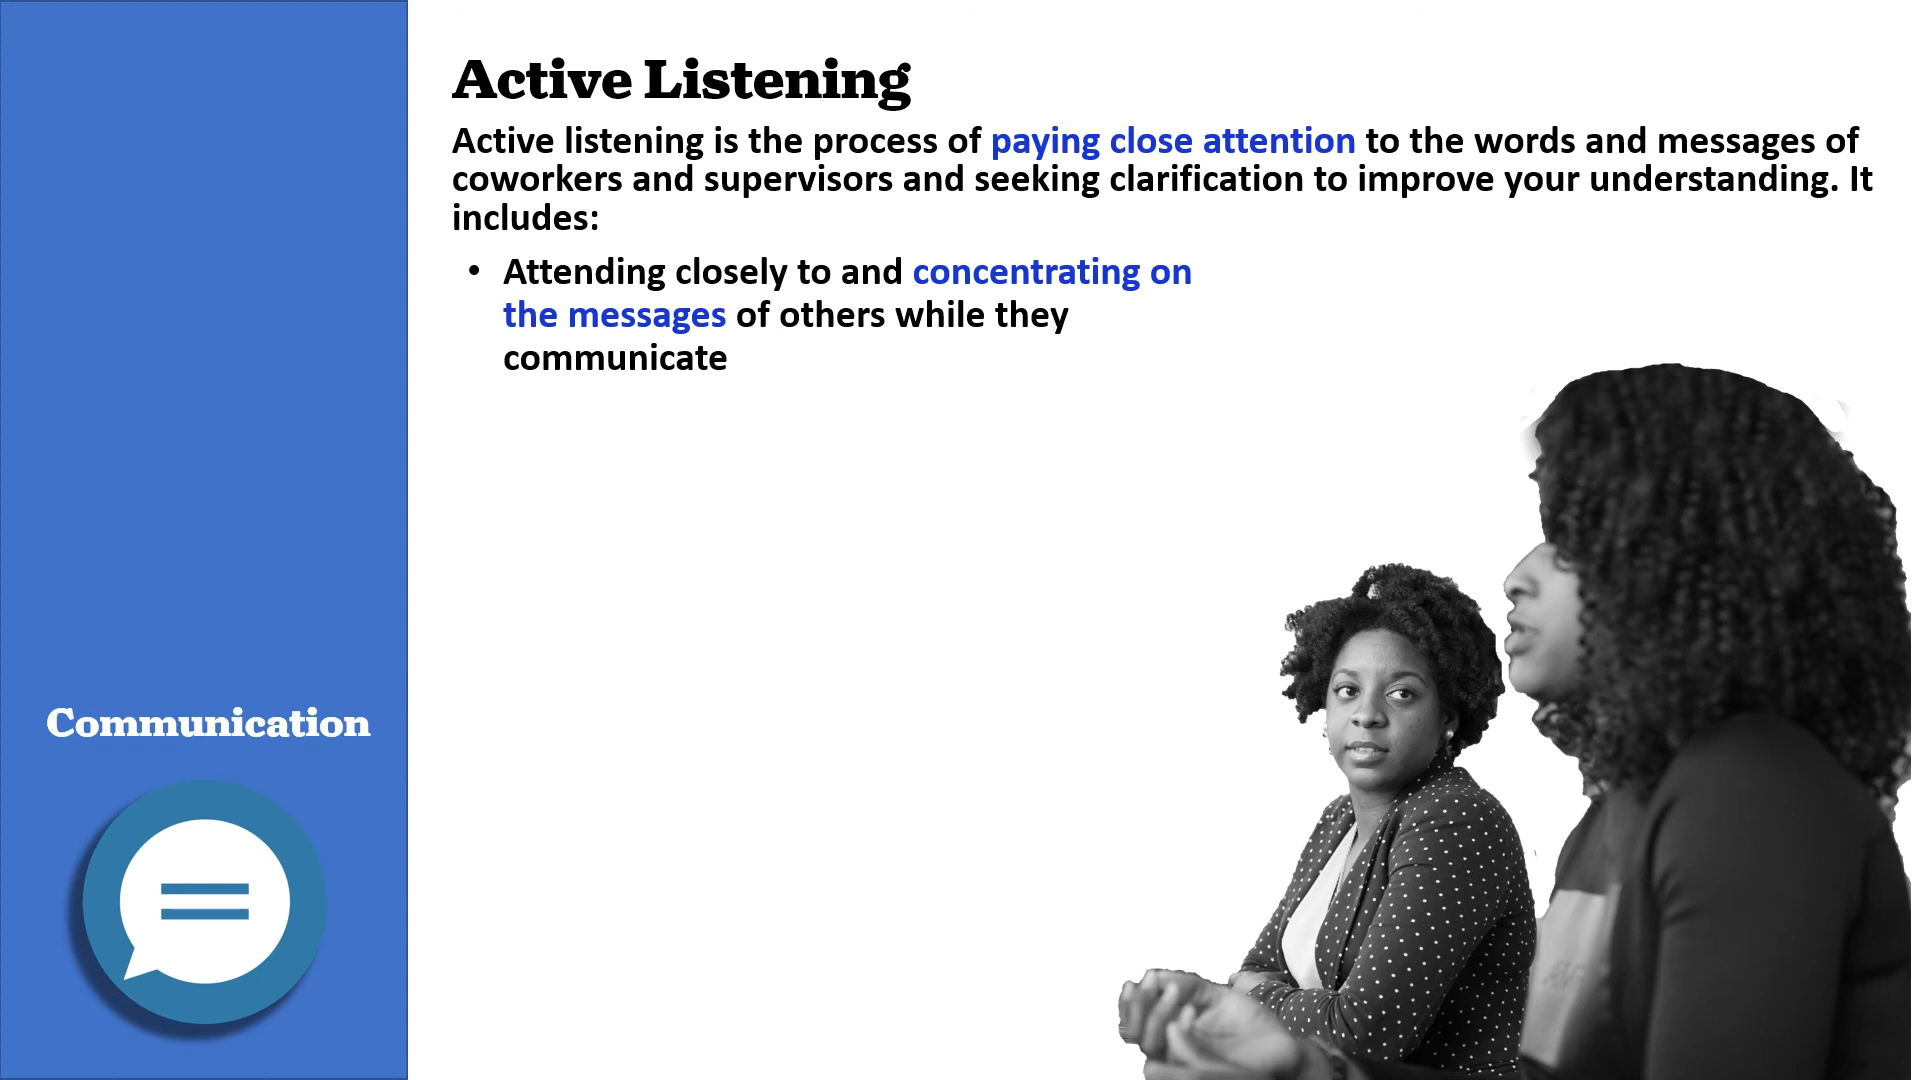 Active Listening
Active listening is the process of paying close attention to the words and messages of
coworkers and supervisors and seeking clarification to improve your understanding. It
includes:
• Attending closely to and concentrating on
the messages of others while they
communicate
Communication